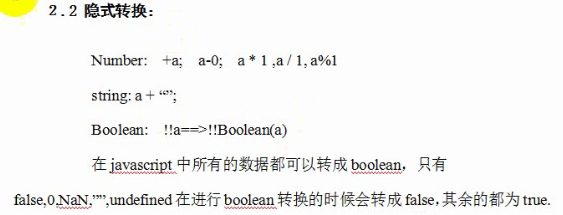 2.2 隐式转换：
Number: +a; a-0; a * 1 ,a / 1, a%1
string: a + “”;
Boolean: !!a==>!!Boolean(a)
在 javascript 中所有的数据都可以转成 boolean，只有
false,0,NaN,””,undefined 在进行 boolean 转换的时候会转成 false，其余的都为 true.